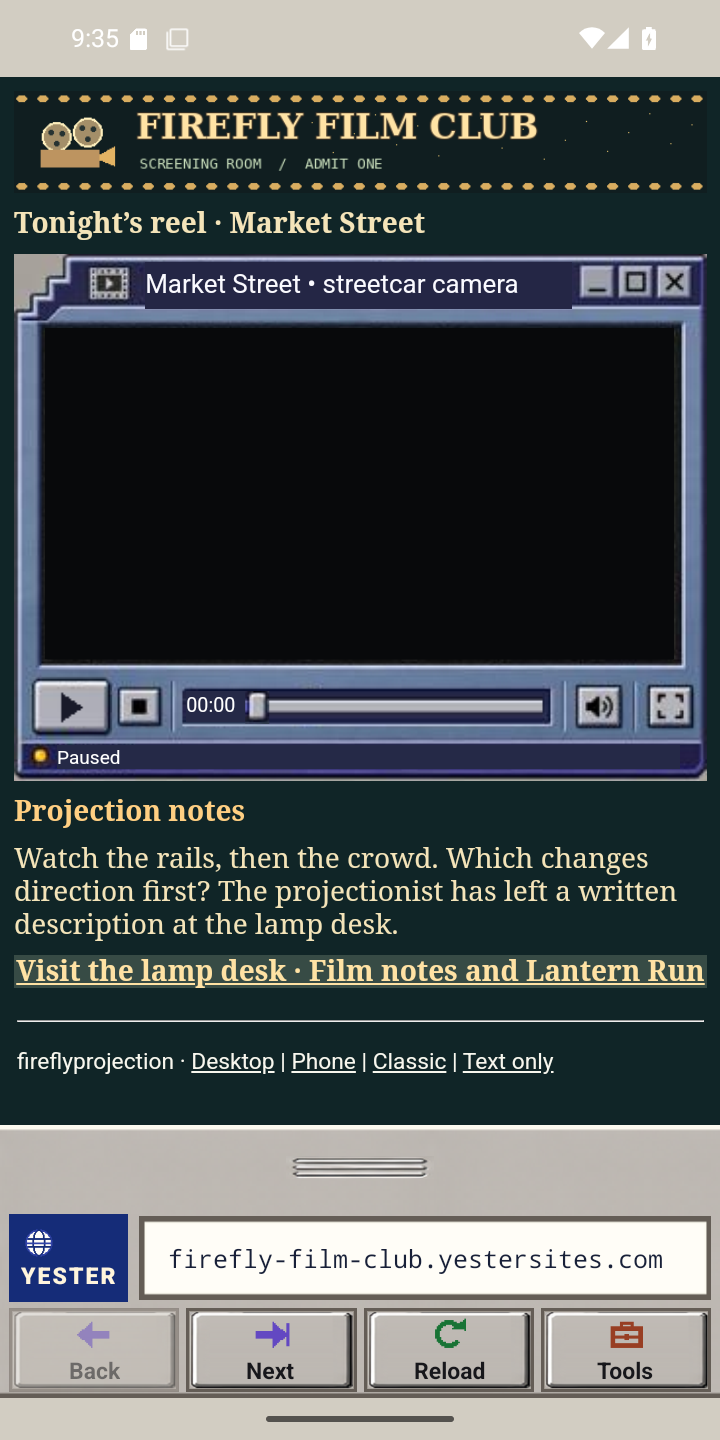 9:35
FIREFLY FILM CLUB
SCREENING ROOM / ADMIT ONE
Tonight’s reel · Market Street
Market Street • streetcar camera
00:00
Paused
Projection notes
Watch the rails, then the crowd. Which changes
direction first? The projectionist has left a written
description at the lamp desk.
Visit the lamp desk · Film notes and Lantern Run
fireflyprojection · Desktop | Phone | Classic | Text only
YESTER
firefly-film-club.yestersites.com
Back
Next
Reload
Tools